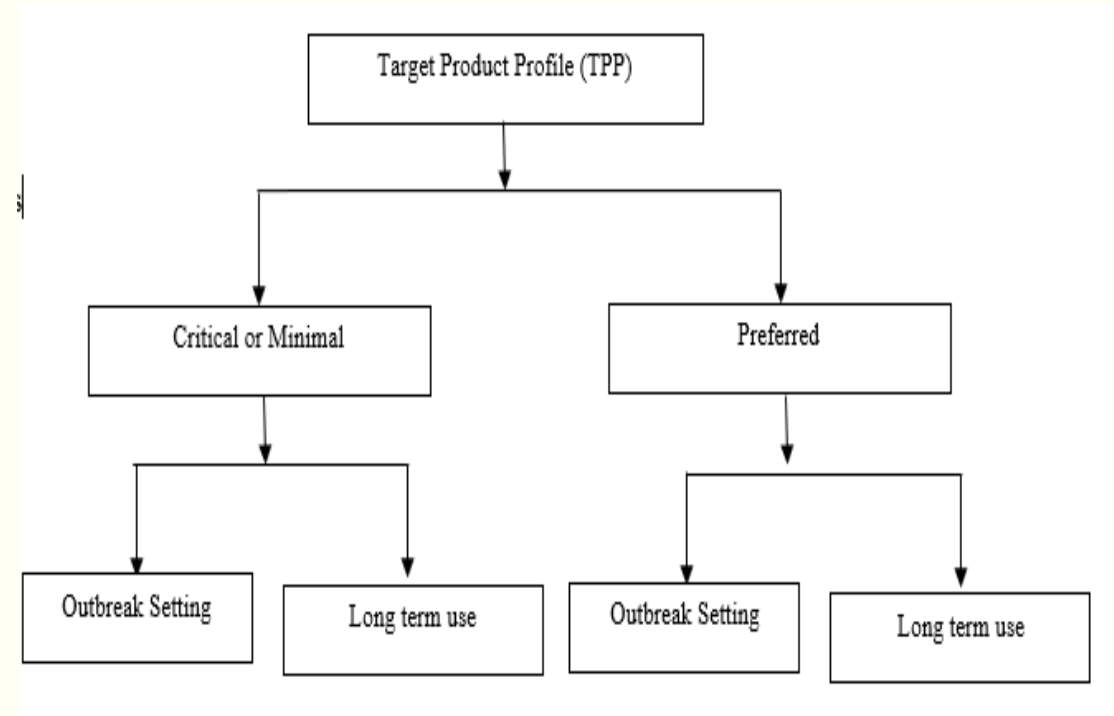 Target Product Profile (TPP)
Critical or Minimal
Preferred
Outbreak Setting
Long term use
Outbreak Setting
Long term use